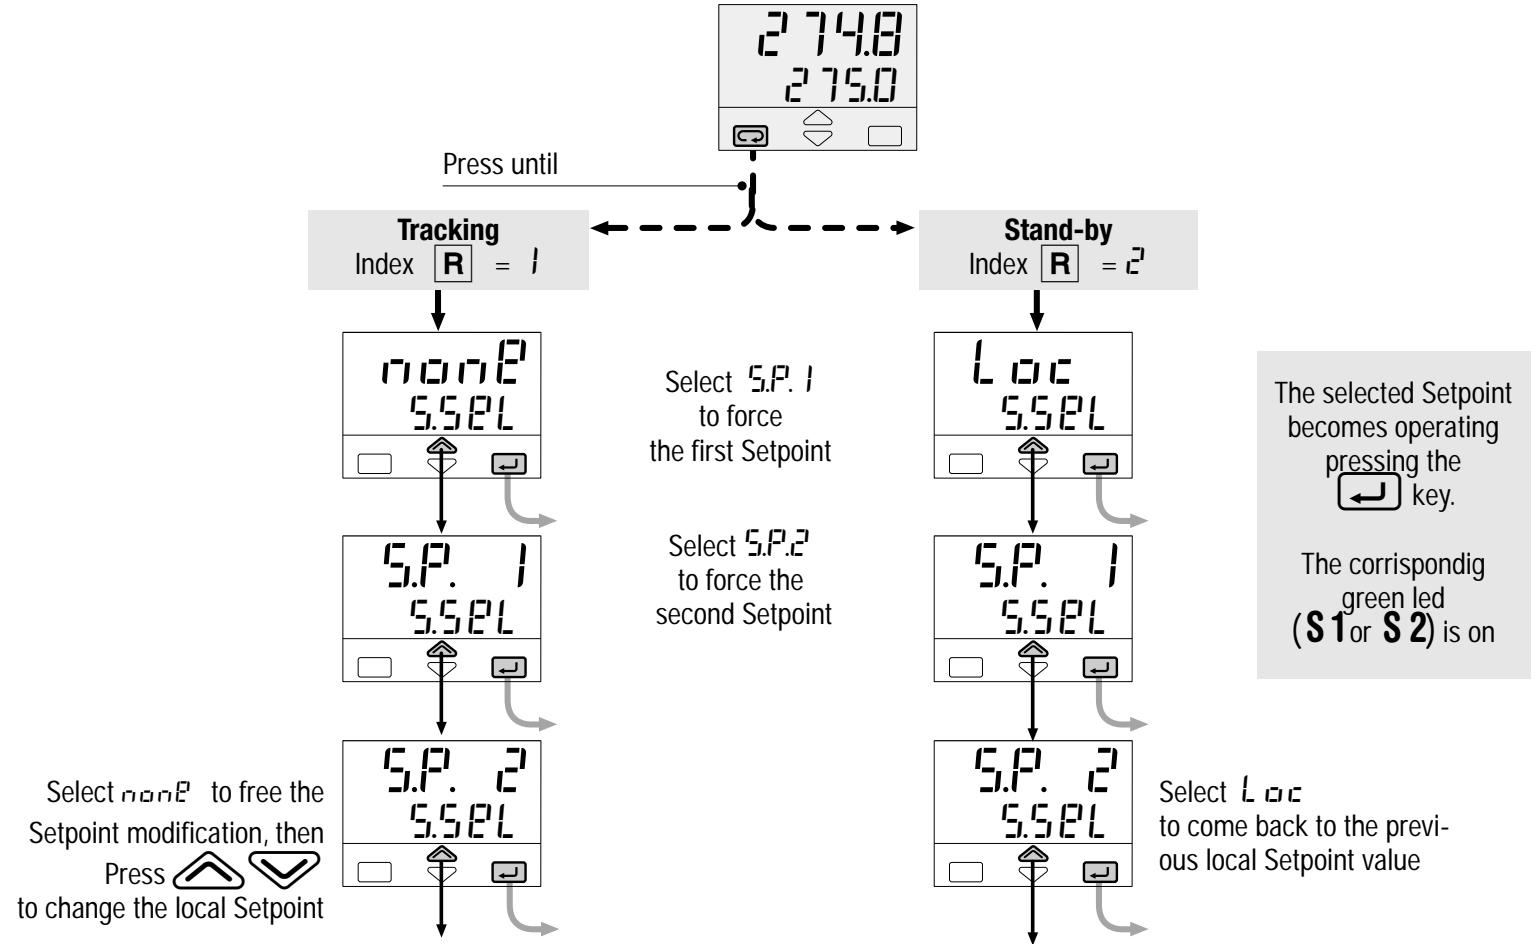 274.8
275.0
Press until
Tracking
Index R = 1
Stand-by
Index R = 2
nonE
S.SEL
Select S.P. 1
to force
the first Setpoint
Loc
S.SEL
The selected Setpoint
becomes operating
pressing the
key.
The corrispondig
green led
(S 1 or S 2) is on
S.P. 1
S.SEL
Select S.P.2
to force the
second Setpoint
S.P. 1
S.SEL
Select nonE to free the
Setpoint modification, then
Press
to change the local Setpoint
S.P. 2
S.SEL
S.P. 2
S.SEL
Select Loc
to come back to the previ-
ous local Setpoint value